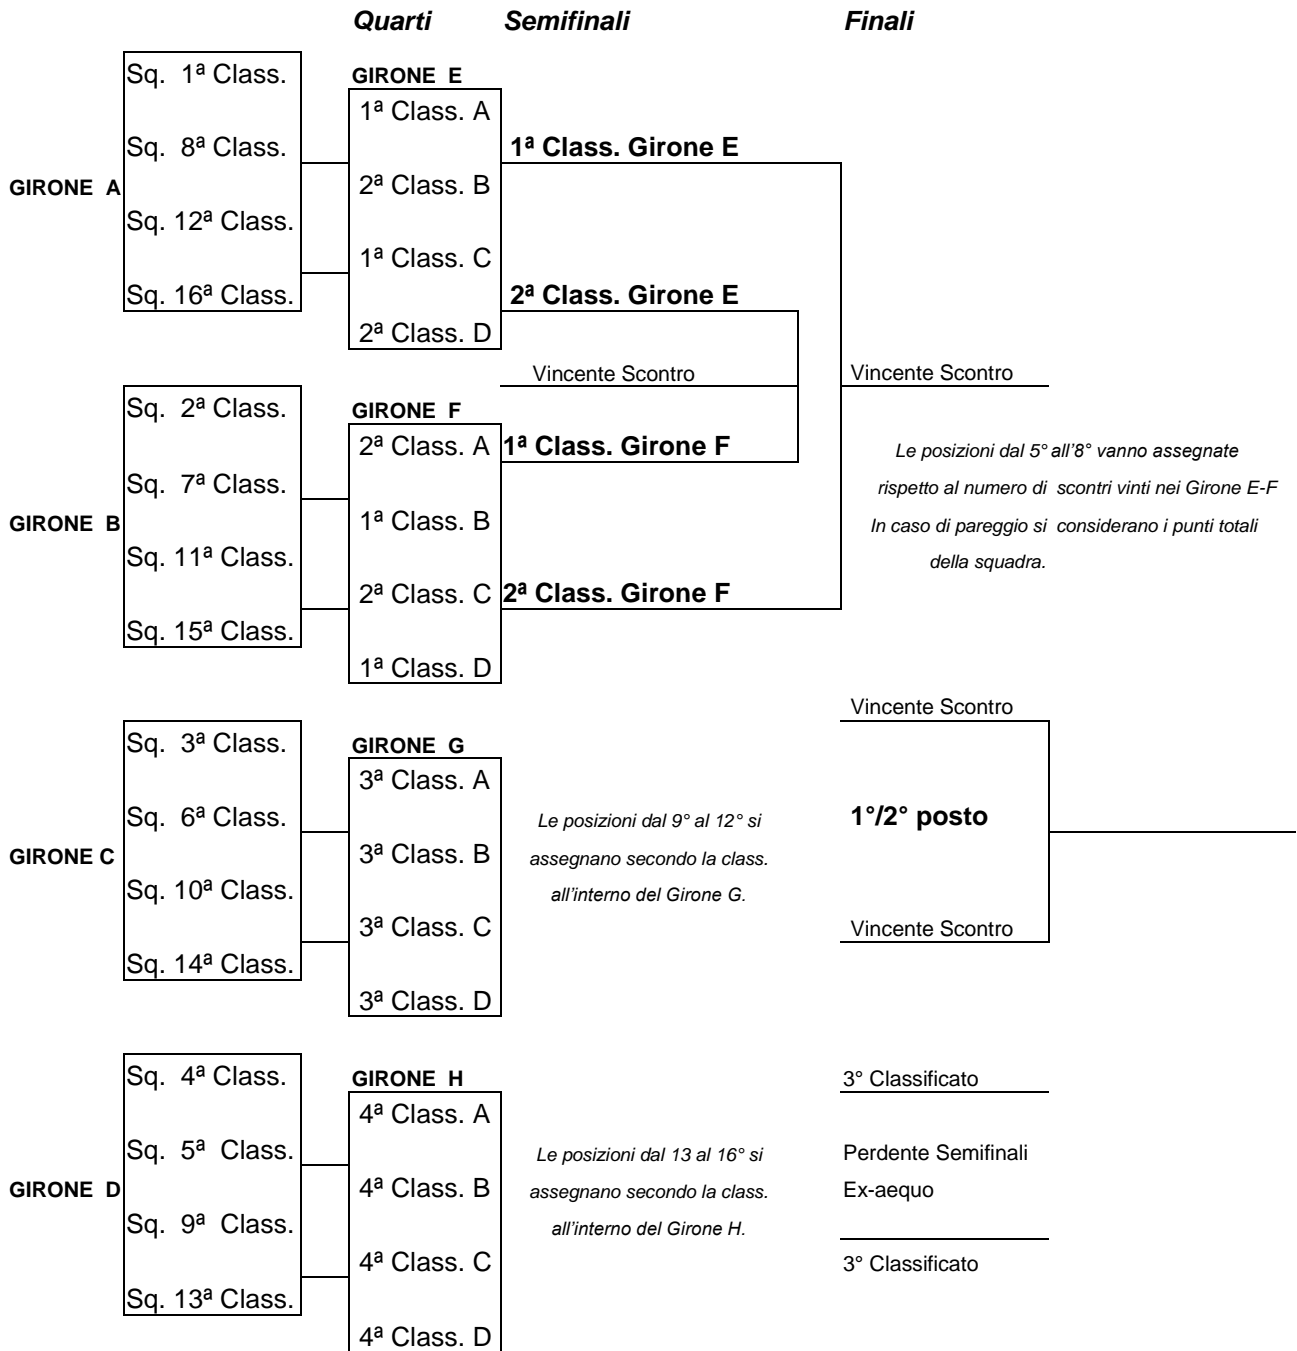 Quarti Semifinali Finali
Sq. 1ª Class. GIRONE E
1ª Class. A
Sq. 8ª Class. 1ª Class. Girone E
GIRONE A 2ª Class. B
Sq. 12ª Class.
1ª Class. C
Sq. 16ª Class. 2ª Class. Girone E
2ª Class. D
Vincente Scontro Vincente Scontro
Sq. 2ª Class. GIRONE F
2ª Class. A 1ª Class. Girone F Le posizioni dal 5° all'8° vanno assegnate
Sq. 7ª Class. rispetto al numero di scontri vinti nei Girone E-F
GIRONE B 1ª Class. B In caso di pareggio si considerano i punti totali
Sq. 11ª Class. della squadra.
2ª Class. C 2ª Class. Girone F
Sq. 15ª Class.
1ª Class. D
Vincente Scontro
Sq. 3ª Class. GIRONE G
3ª Class. A
Sq. 6ª Class. Le posizioni dal 9° al 12° si 1°/2° posto
GIRONE C 3ª Class. B assegnano secondo la class.
Sq. 10ª Class. all'interno del Girone G.
3ª Class. C Vincente Scontro
Sq. 14ª Class.
3ª Class. D
Sq. 4ª Class. GIRONE H 3° Classificato
4ª Class. A
Sq. 5ª Class. Le posizioni dal 13 al 16° si Perdente Semifinali
GIRONE D 4ª Class. B assegnano secondo la class. Ex-aequo
Sq. 9ª Class. all'interno del Girone H.
4ª Class. C 3° Classificato
Sq. 13ª Class.
4ª Class. D